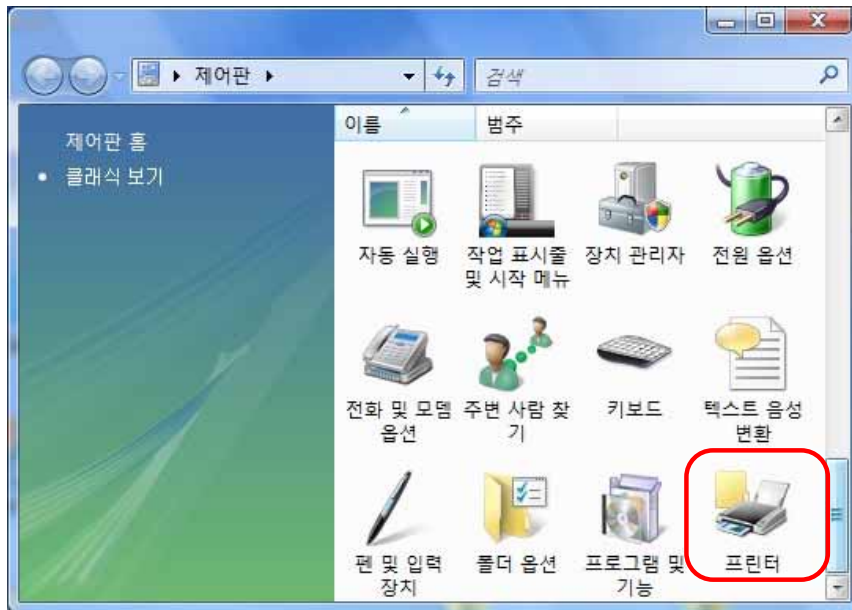 제어판
검색
제어판 홈
클래식 보기
이름 범주
자동 실행
작업 표시줄
및 시작 메뉴
장치 관리자
전원 옵션
전화 및 모뎀
옵션
주변 사람 찾
기
키보드
텍스트 음성
변환
펜 및 입력
장치
폴더 옵션
프로그램 및
기능
프린터